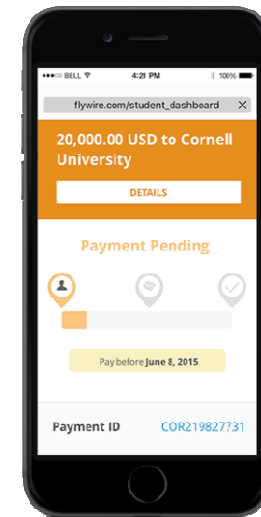 BELL 4:21 PM 100%
flywire.com/student_dashboard X
20,000.00 USD to Cornell
University
DETAILS
Payment Pending
Pay before June 8, 2015
Payment ID COR219827731